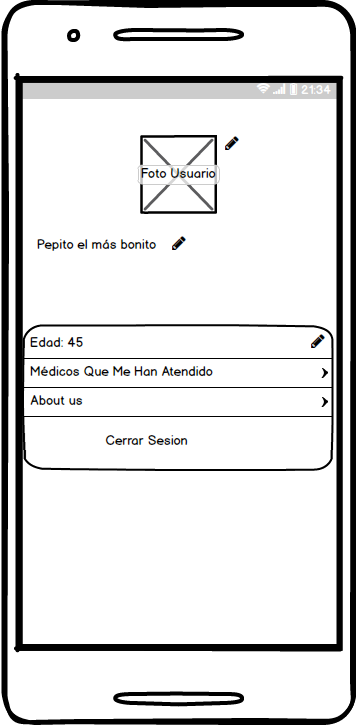 21:34
Foto Usuario
Pepito el más bonito
Edad: 45
Médicos Que Me Han Atendido
About us
Cerrar Sesion